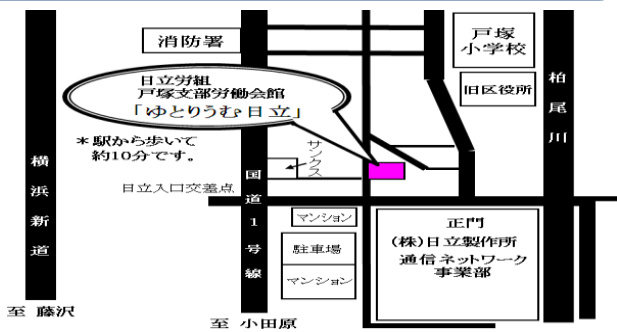 消防署
戸塚
小学校
旧区役所
柏尾川
日立労組
戸塚支部労働会館
「ゆとりうむ日立」
＊駅から歩いて
約10分です。
サンクス
横浜新道
国道1号線
日立入口交差点
マンション
駐車場
マンション
正門
(株)日立製作所
通信ネットワーク
事業部
至 藤沢
至 小田原